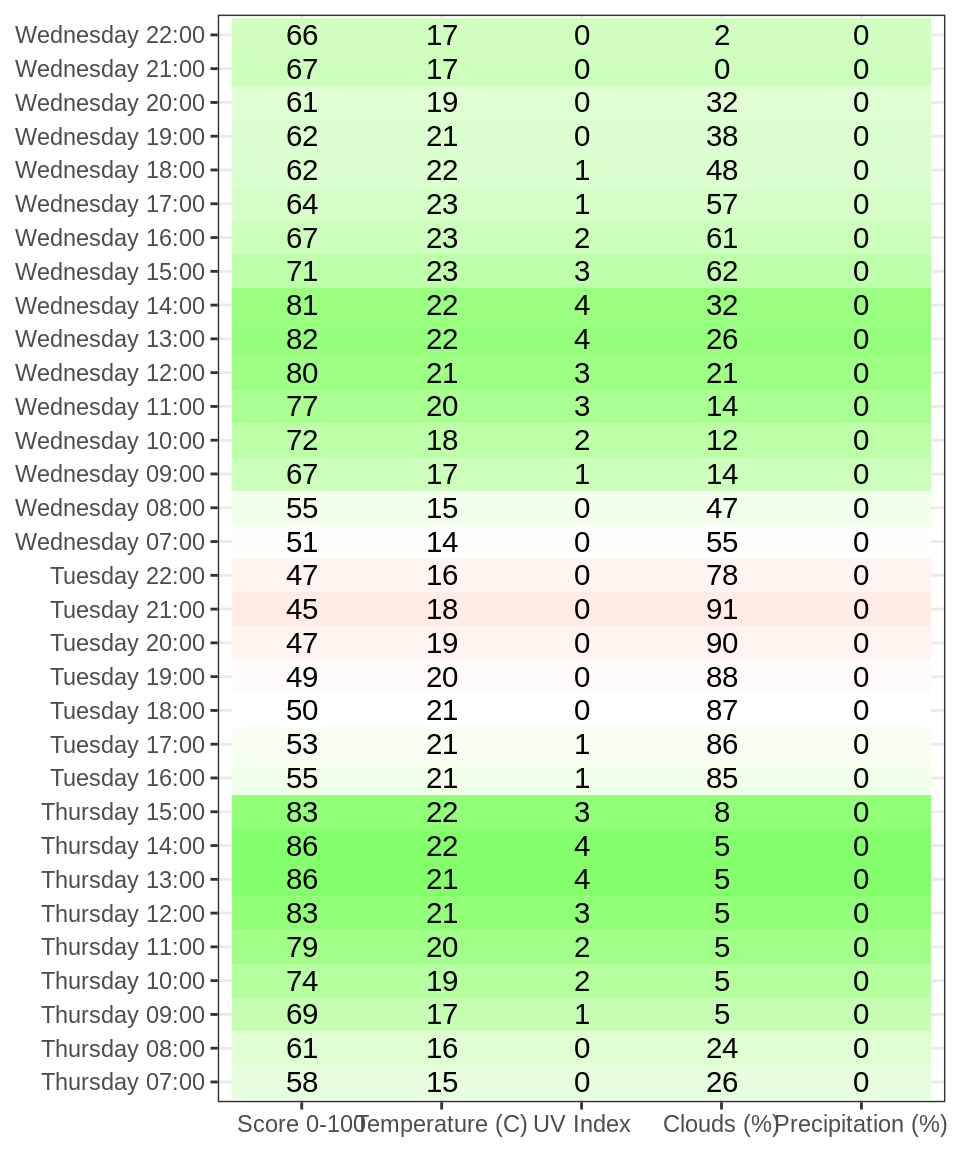 Wednesday 22:00 66 17 0 2 0
Wednesday 21:00 67 17 0 0 0
Wednesday 20:00 61 19 0 32 0
Wednesday 19:00 62 21 0 38 0
Wednesday 18:00 62 22 1 48 0
Wednesday 17:00 64 23 1 57 0
Wednesday 16:00 67 23 2 61 0
Wednesday 15:00 71 23 3 62 0
Wednesday 14:00 81 22 4 32 0
Wednesday 13:00 82 22 4 26 0
Wednesday 12:00 80 21 3 21 0
Wednesday 11:00 77 20 3 14 0
Wednesday 10:00 72 18 2 12 0
Wednesday 09:00 67 17 1 14 0
Wednesday 08:00 55 15 0 47 0
Wednesday 07:00 51 14 0 55 0
Tuesday 22:00 47 16 0 78 0
Tuesday 21:00 45 18 0 91 0
Tuesday 20:00 47 19 0 90 0
Tuesday 19:00 49 20 0 88 0
Tuesday 18:00 50 21 0 87 0
Tuesday 17:00 53 21 1 86 0
Tuesday 16:00 55 21 1 85 0
Thursday 15:00 83 22 3 8 0
Thursday 14:00 86 22 4 5 0
Thursday 13:00 86 21 4 5 0
Thursday 12:00 83 21 3 5 0
Thursday 11:00 79 20 2 5 0
Thursday 10:00 74 19 2 5 0
Thursday 09:00 69 17 1 5 0
Thursday 08:00 61 16 0 24 0
Thursday 07:00 58 15 0 26 0
Score 0-100 Temperature (C) UV Index Clouds (%) Precipitation (%)